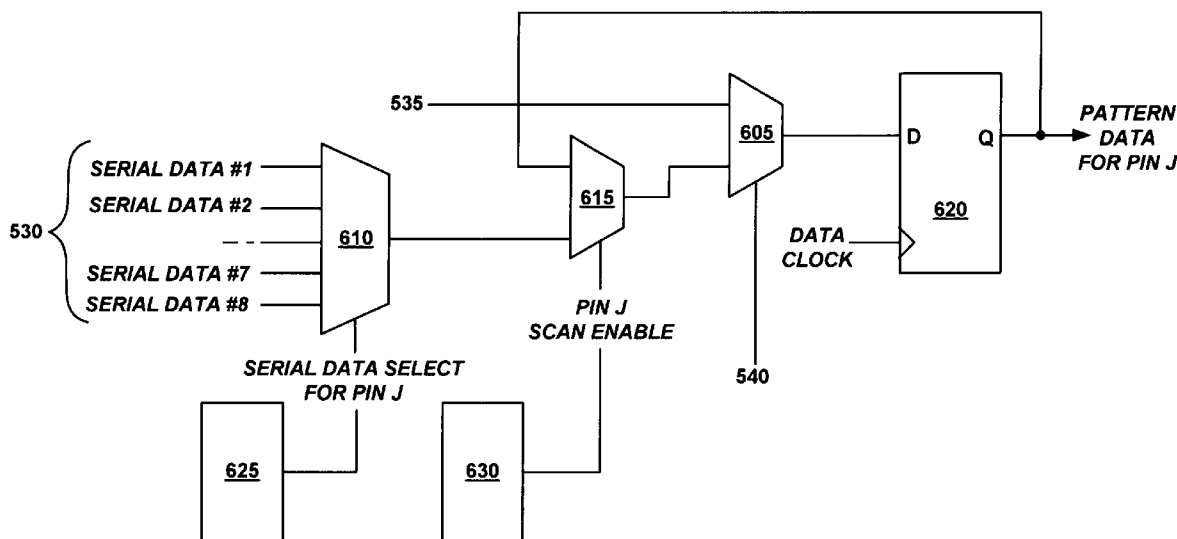 535
605
D
Q
PATTERN
DATA
FOR PIN J
SERIAL DATA #1
SERIAL DATA #2
530
610
SERIAL DATA #7
SERIAL DATA #8
615
620
DATA
CLOCK
PIN J
SCAN ENABLE
SERIAL DATA SELECT
FOR PIN J
540
625
630